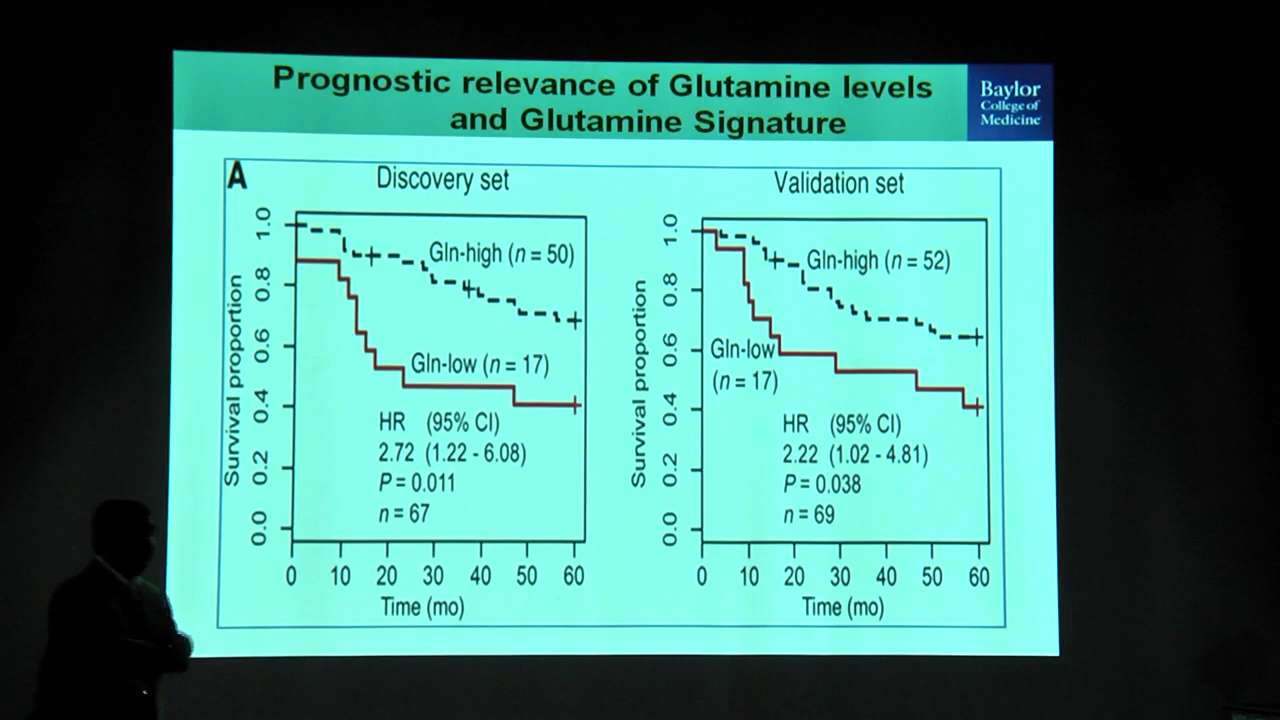 Prognostic relevance of Glutamine levels
and Glutamine Signature
Baylor
College of
Medicine
A
Discovery set
Survival proportion
1.0
0.8
0.6
0.4
0.2
0.0
Gln-high (n = 50)
Gln-low (n = 17)
HR (95% CI)
2.72 (1.22 - 6.08)
P = 0.011
n = 67
0 10 20 30 40 50 60
Time (mo)
Validation set
Survival proportion
1.0
0.8
0.6
0.4
0.2
0.0
Gln-high (n = 52)
Gln-low
(n = 17)
HR (95% CI)
2.22 (1.02 - 4.81)
P = 0.038
n = 69
0 10 20 30 40 50 60
Time (mo)